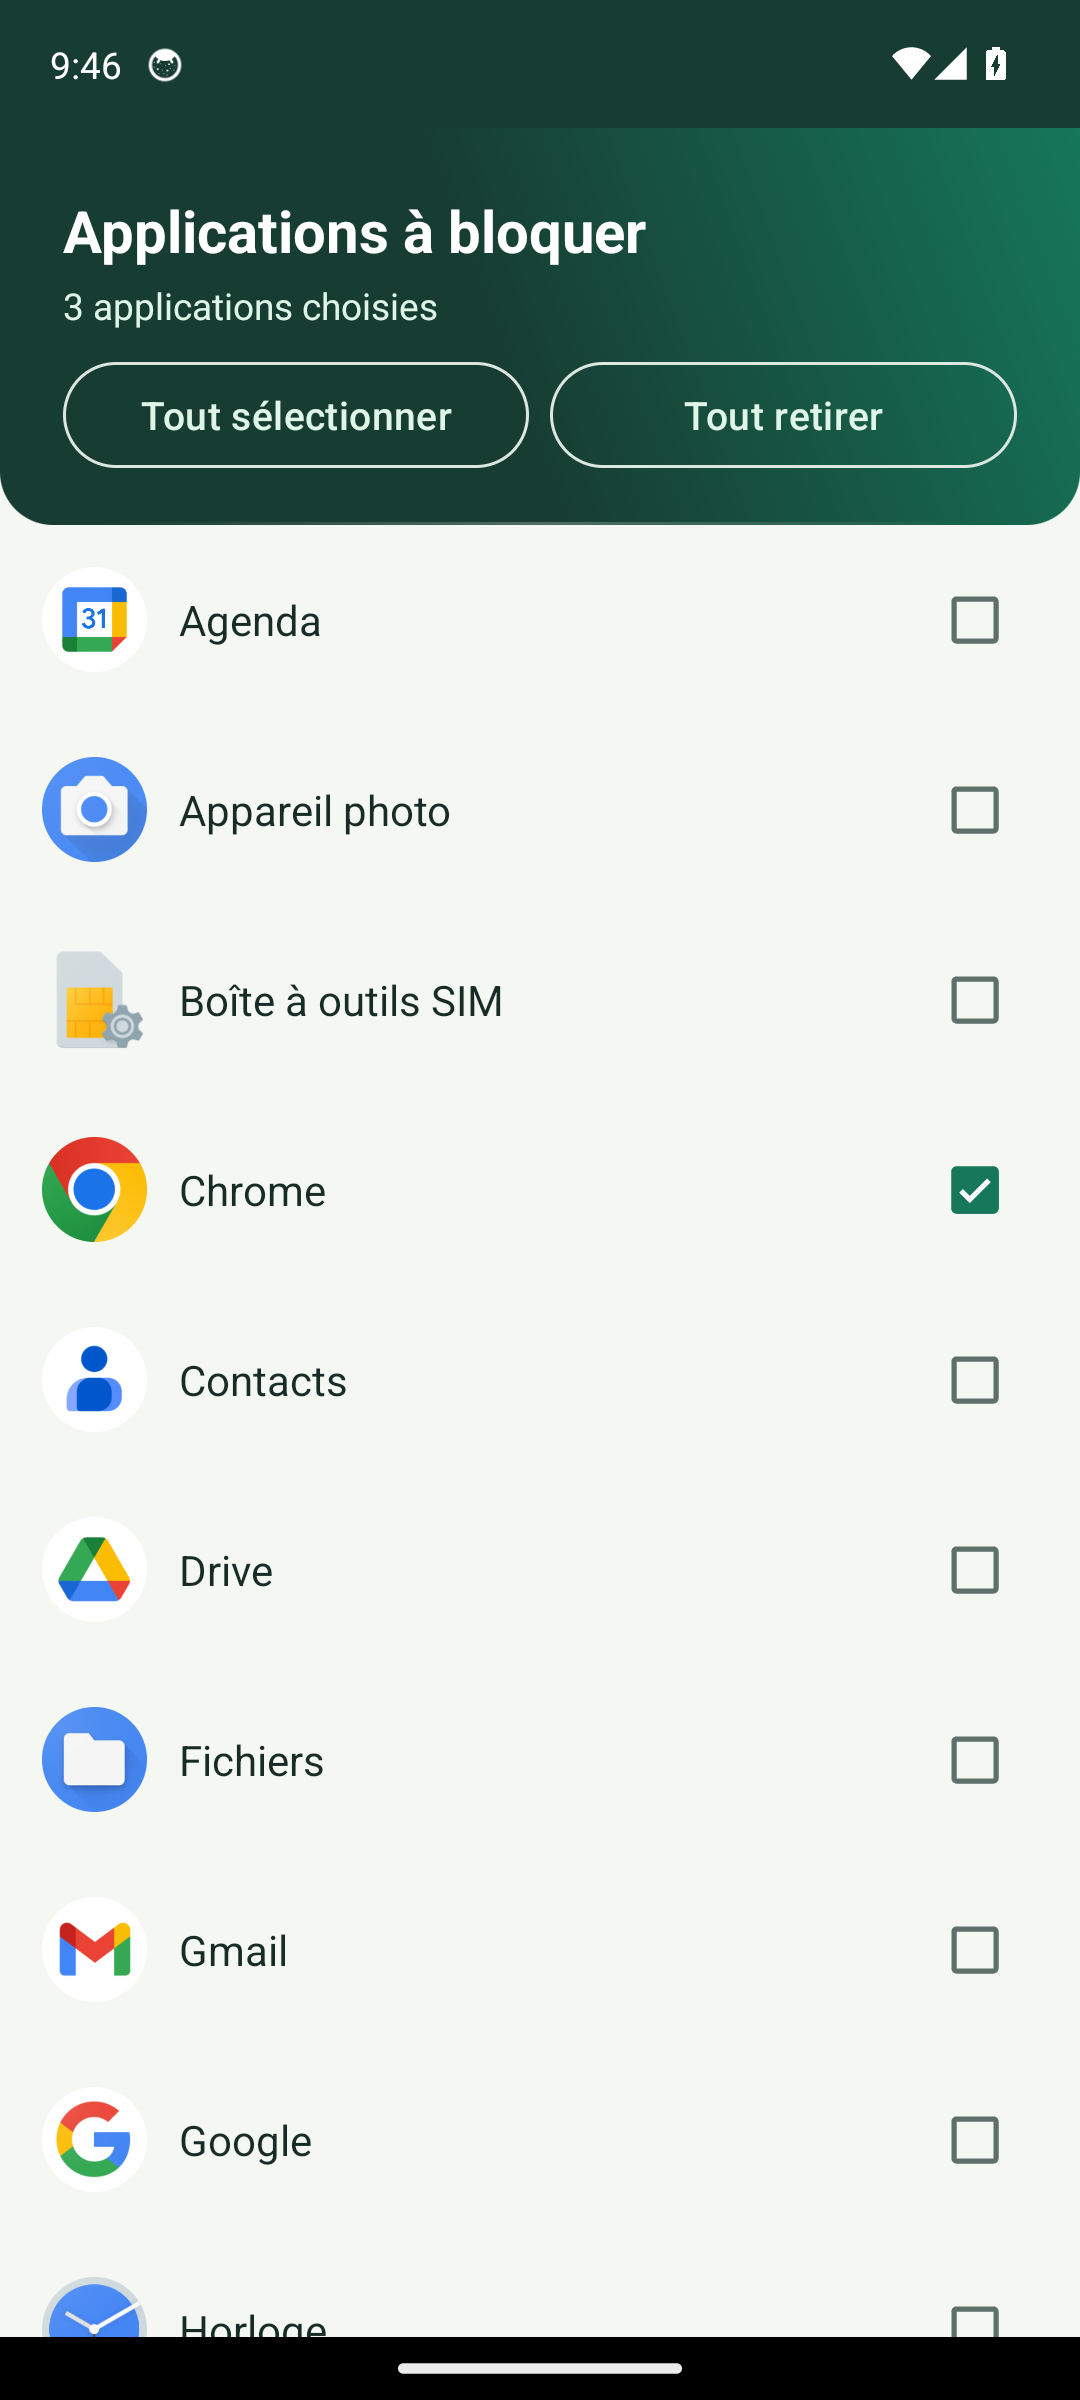 9:46
Applications à bloquer
3 applications choisies
Tout sélectionner
Tout retirer
31
Agenda
Appareil photo
Boîte à outils SIM
Chrome
Contacts
Drive
Fichiers
Gmail
Google
Horloge